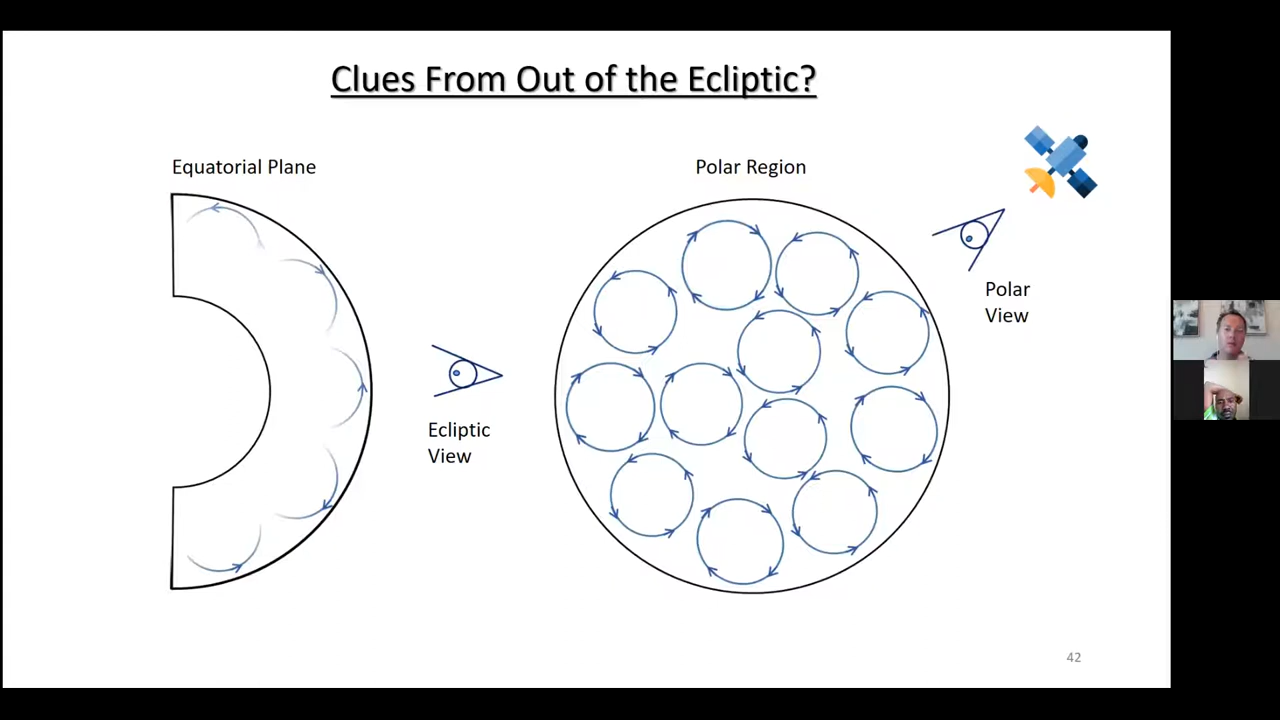 Clues From Out of the Ecliptic?
Equatorial Plane
Polar Region
Polar
View
Ecliptic
View
42